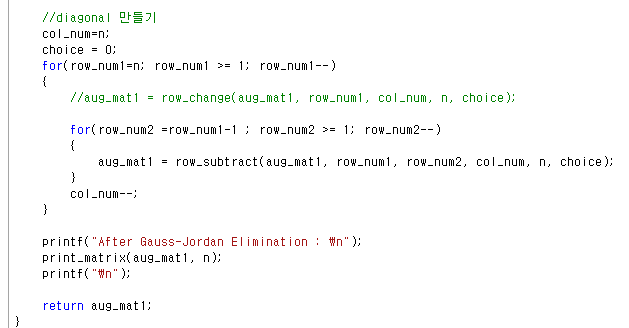 //diagonal 만들기
col_num=n;
choice = 0;
for(row_num1=n; row_num1 >= 1; row_num1--)
{
//aug_mat1 = row_change(aug_mat1, row_num1, col_num, n, choice);
for(row_num2 =row_num1-1 ; row_num2 >= 1; row_num2--)
{
aug_mat1 = row_subtract(aug_mat1, row_num1, row_num2, col_num, n, choice);
}
col_num--;
}
printf("After Gauss-Jordan Elimination : ₩n");
print_matrix(aug_mat1, n);
printf("₩n");
return aug_mat1;
}